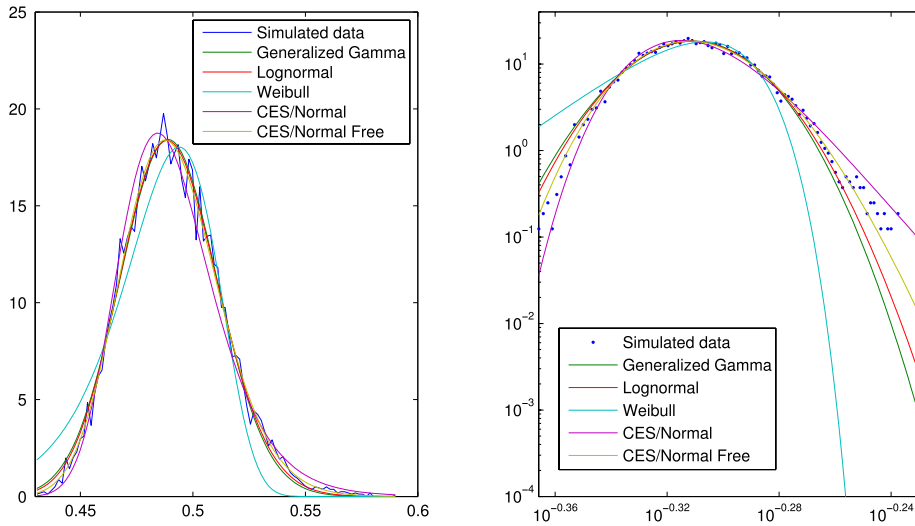 25
20
15
10
5
0
0.45
0.5
0.55
0.6
Simulated data
Generalized Gamma
Lognormal
Weibull
CES/Normal
CES/Normal Free
10^1
10^0
10^−1
10^−2
10^−3
10^−4
10^−0.36
10^−0.32
10^−0.28
10^−0.24
Simulated data
Generalized Gamma
Lognormal
Weibull
CES/Normal
CES/Normal Free